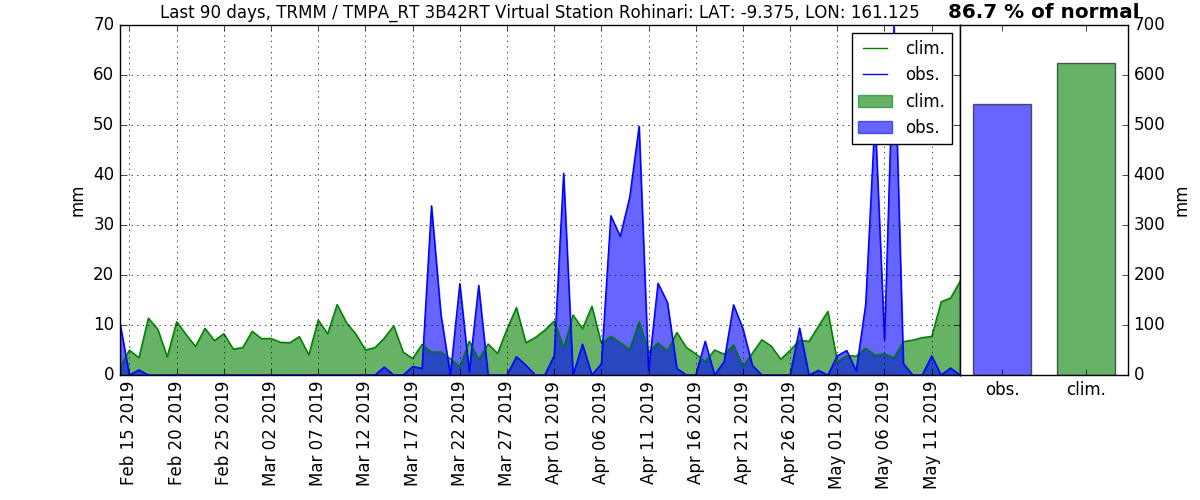 Last 90 days, TRMM / TMPA_RT 3B42RT Virtual Station Rohinari: LAT: -9.375, LON: 161.125
86.7 % of normal
70
60
50
40
30
20
10
0
mm
clim.
obs.
clim.
obs.
Feb 15 2019
Feb 20 2019
Feb 25 2019
Mar 02 2019
Mar 07 2019
Mar 12 2019
Mar 17 2019
Mar 22 2019
Mar 27 2019
Apr 01 2019
Apr 06 2019
Apr 11 2019
Apr 16 2019
Apr 21 2019
Apr 26 2019
May 01 2019
May 06 2019
May 11 2019
700
600
500
400
300
200
100
0
mm
obs.
clim.